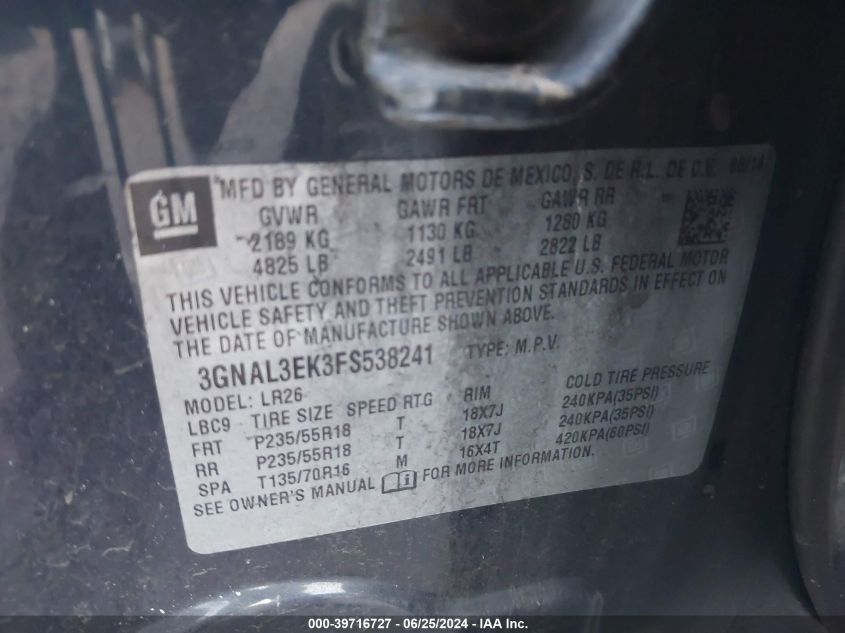 GM
MFD BY GENERAL MOTORS DE MEXICO, S. DE R.L. DE C.V. 08/14
GVWR GAWR FRT GAWR RR
2189 KG 1130 KG 1280 KG
4825 LB 2491 LB 2822 LB
THIS VEHICLE CONFORMS TO ALL APPLICABLE U.S. FEDERAL MOTOR
VEHICLE SAFETY, AND THEFT PREVENTION STANDARDS IN EFFECT ON
THE DATE OF MANUFACTURE SHOWN ABOVE.
3GNAL3EK3FS538241 TYPE: M.P.V.
MODEL: LR26
LBC9 TIRE SIZE SPEED RTG RIM COLD TIRE PRESSURE
FRT P235/55R18 T 18X7J 240KPA(35PSI)
RR P235/55R18 T 18X7J 240KPA(35PSI)
SPA T135/70R16 M 16X4T 420KPA(60PSI)
SEE OWNER'S MANUAL FOR MORE INFORMATION.
000-39716727 - 06/25/2024 - IAA Inc.